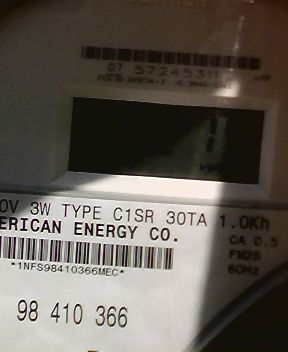 07 572453
0V 3W TYPE C1SR 30TA 1.0Kh
ERICAN ENERGY CO.
CA 0.5
FM2S
60Hz
*1NFS98410366MEC*
98 410 366